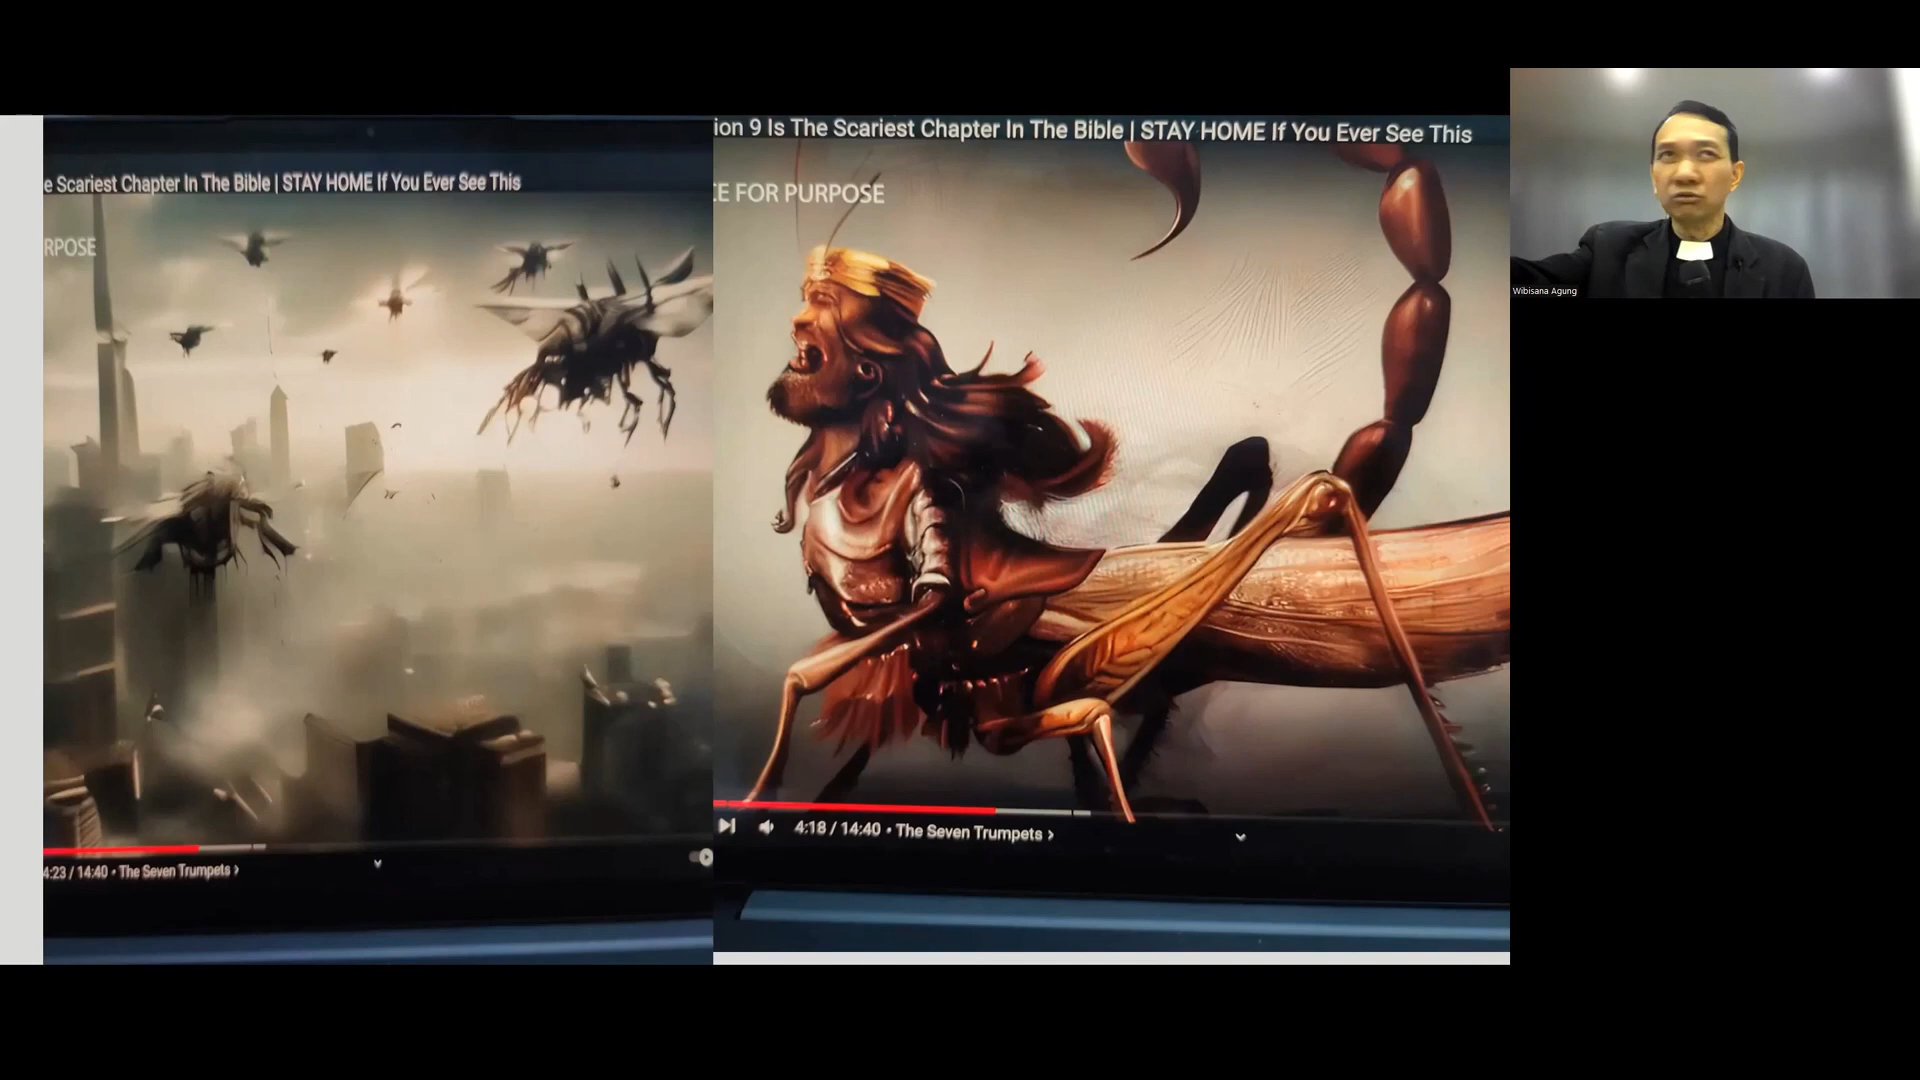 e Scariest Chapter In The Bible | STAY HOME If You Ever See This
RPOSE
4:23 / 14:40 • The Seven Trumpets ›
ion 9 Is The Scariest Chapter In The Bible | STAY HOME If You Ever See This
CE FOR PURPOSE
4:18 / 14:40 • The Seven Trumpets ›
Wibisana Agung